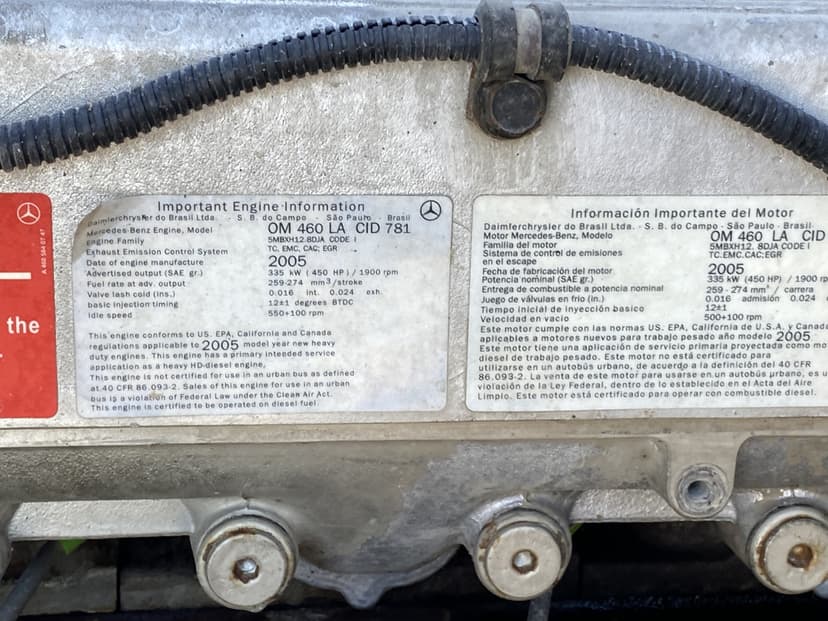 the
Important Engine Information
Daimlerchrysler do Brasil Ltda. - S. B. do Campo - São Paulo - Brasil
Mercedes-Benz Engine, Model OM 460 LA CID 781
Engine Family 5MBXH12.8DJA CODE I
Exhaust Emission Control System TC, EMC, CAC; EGR
Date of engine manufacture 2005
Advertised output (SAE gr.) 335 kW (450 HP) / 1900 rpm
Fuel rate at adv. output 259-274 mm³/stroke
Valve lash cold (ins.) 0.016 int. 0.024 exh.
basic injection timing 12±1 degrees BTDC
Idle speed 550+100 rpm
This engine conforms to US. EPA, California and Canada
regulations applicable to 2005 model year new heavy
duty engines. This engine has a primary intended service
application as a heavy HD-diesel engine,
This engine is not certified for use in an urban bus as defined
at 40 CFR 86.093-2. Sales of this engine for use in an urban
bus is a violation of Federal Law under the Clean Air Act.
This engine is certified to be operated on diesel fuel.
Información Importante del Motor
Daimlerchrysler do Brasil Ltda. - S. B. do Campo - São Paulo - Brasil
Motor Mercedes-Benz, Modelo OM 460 LA CID
Familia del motor 5MBXH12.8DJA CODE I
Sistema de control de emisiones TC, EMC, CAC; EGR
en el escape
Fecha de fabricación del motor 2005
Potencia nominal (SAE gr.) 335 kW (450 HP) / 1900 rp
Entrega de combustible a potencia nominal 259-274 mm³ / carrera
Juego de válvulas en frio (in.) 0.016 admisión 0.024
Tiempo inicial de inyección basico 12±1
Velocidad en vacio 500+100 rpm
Este motor cumple con las normas US. EPA, California de U.S.A. y Canada
aplicables a motores nuevos para trabajo pesado año modelo 2005
Este motor tiene una aplicación de servicio primaria proyectada como mo
diesel de trabajo pesado. Este motor no está certificado para
utilizarse en un autobús urbano, de acuerdo a la definición del 40 CFR
86.093-2. La venta de este motor para usarse en un autobús urbano, es u
violación de la Ley Federal, dentro de lo establecido en el Acta del Aire
Limpio. Este motor está certificado para operar con combustible diesel.